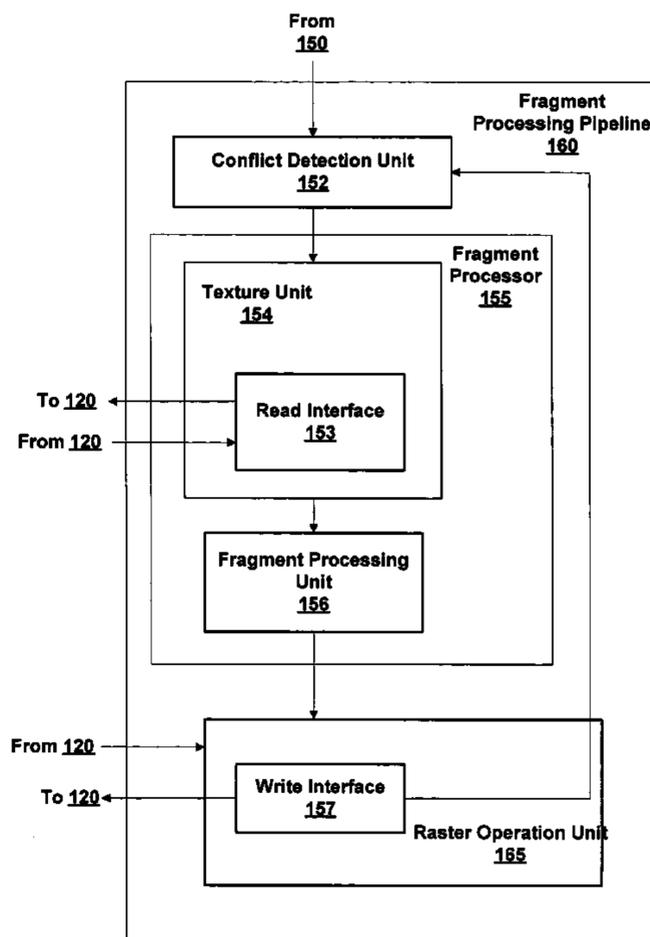 From
150
Fragment
Processing Pipeline
160
Conflict Detection Unit
152
Fragment
Processor
155
Texture Unit
154
To 120
From 120
Read Interface
153
Fragment Processing
Unit
156
From 120
To 120
Write Interface
157
Raster Operation Unit
165